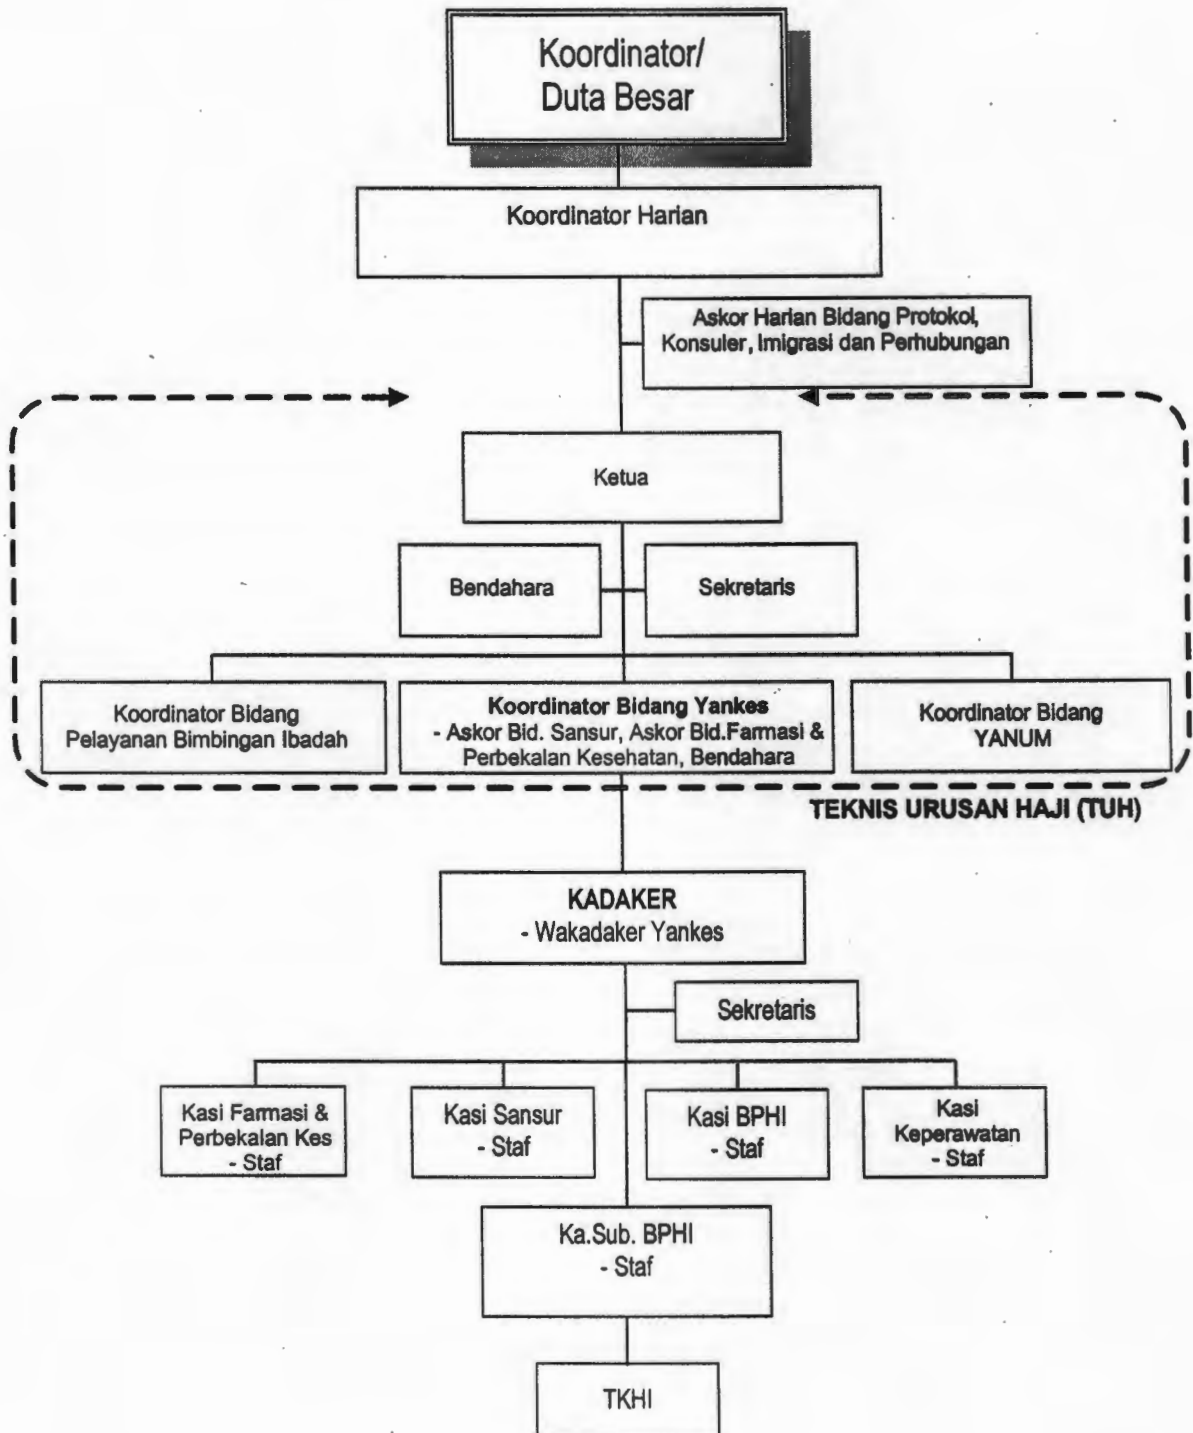 Koordinator/
Duta Besar
Koordinator Harian
Askor Harian Bidang Protokol,
Konsuler, Imigrasi dan Perhubungan
Ketua
Bendahara
Sekretaris
Koordinator Bidang
Pelayanan Bimbingan Ibadah
Koordinator Bidang Yankes
- Askor Bid. Sansur, Askor Bid.Farmasi &
Perbekalan Kesehatan, Bendahara
Koordinator Bidang
YANUM
TEKNIS URUSAN HAJI (TUH)
KADAKER
- Wakadaker Yankes
Sekretaris
Kasi Farmasi &
Perbekalan Kes
- Staf
Kasi Sansur
- Staf
Kasi BPHI
- Staf
Kasi
Keperawatan
- Staf
Ka.Sub. BPHI
- Staf
TKHI